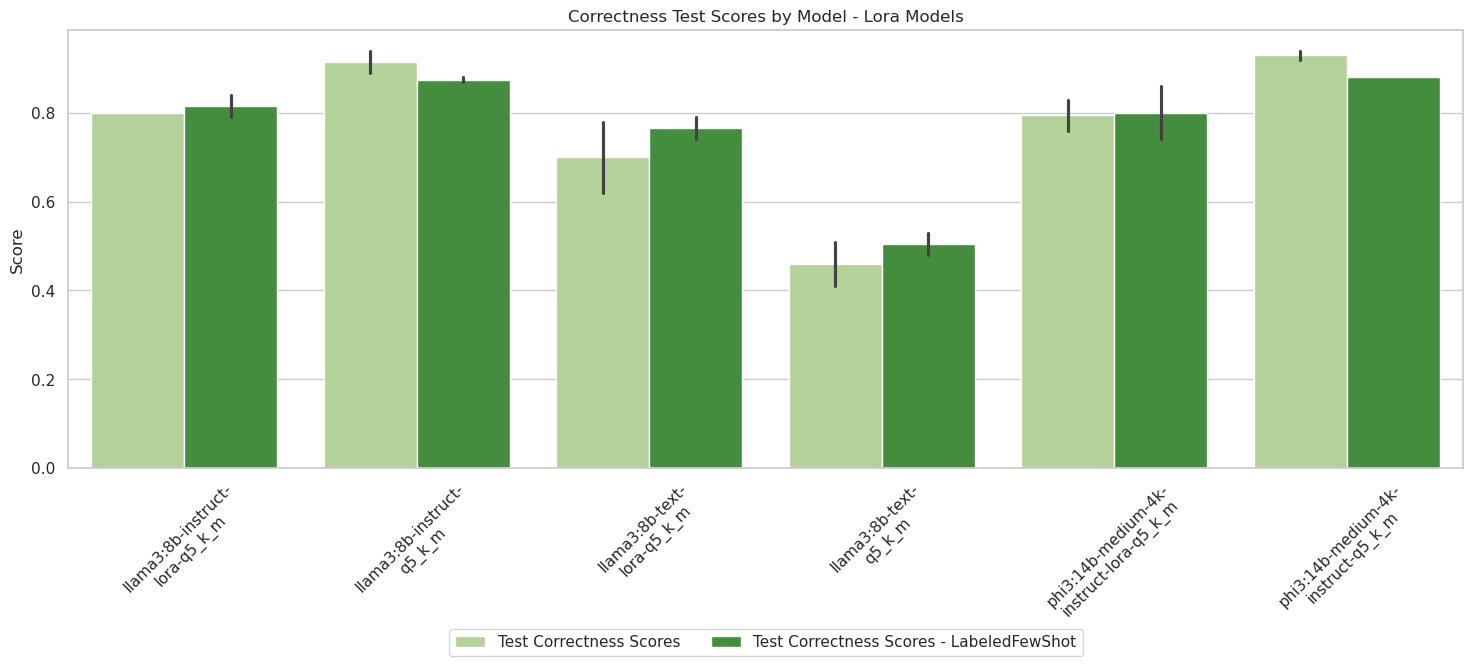 Correctness Test Scores by Model - Lora Models
Score
0.8
0.6
0.4
0.2
0.0
llama3:8b-instruct-
lora-q5_k_m
llama3:8b-instruct-
q5_k_m
llama3:8b-text-
lora-q5_k_m
llama3:8b-text-
q5_k_m
phi3:14b-medium-4k-
instruct-lora-q5_k_m
phi3:14b-medium-4k-
instruct-q5_k_m
Test Correctness Scores
Test Correctness Scores - LabeledFewShot